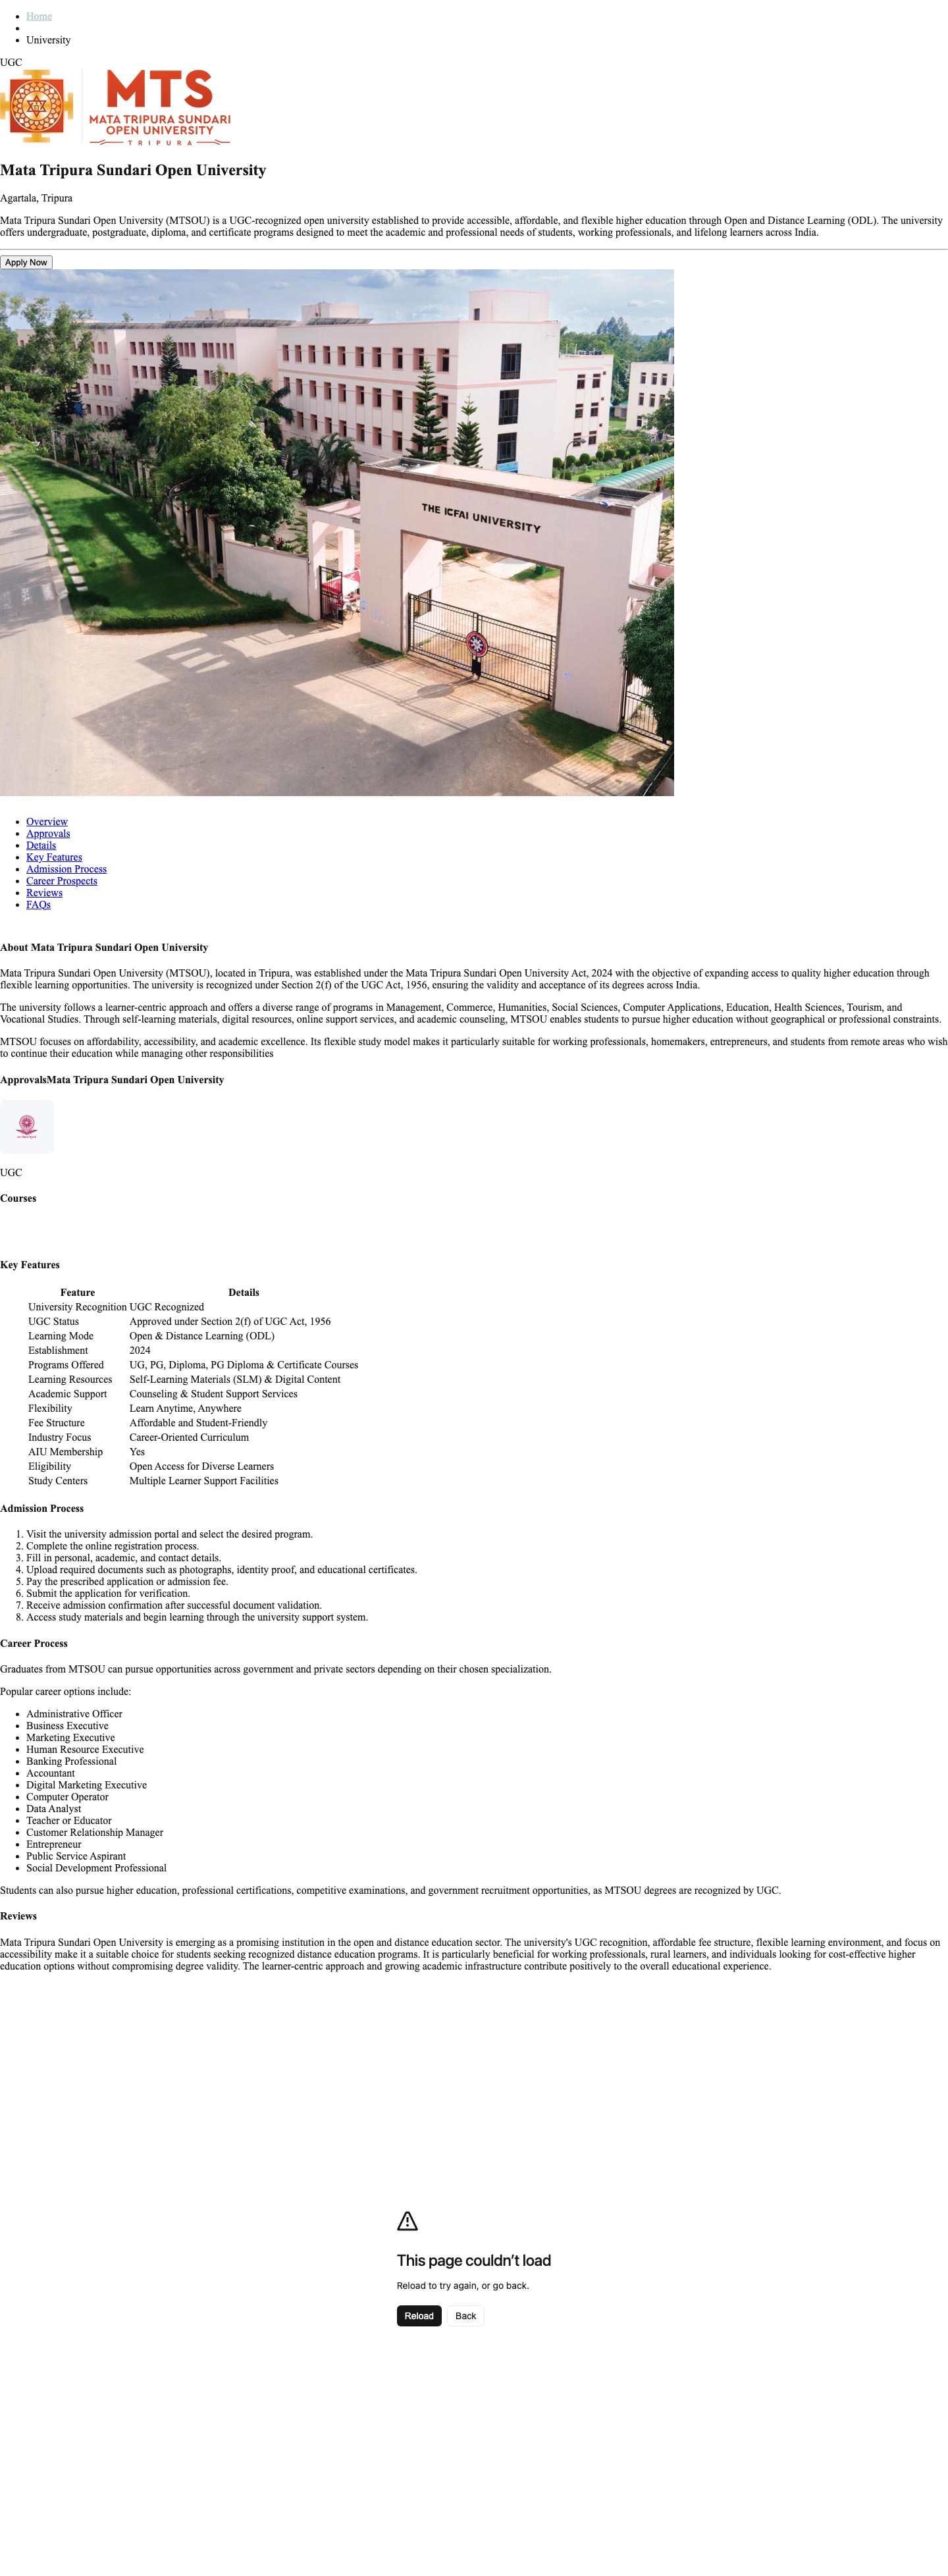 Home
University
UGC
MTS
MATA TRIPURA SUNDARI
OPEN UNIVERSITY
TRIPURA
Mata Tripura Sundari Open University
Agartala, Tripura
Mata Tripura Sundari Open University (MTSOU) is a UGC-recognized open university established to provide accessible, affordable, and flexible higher education through Open and Distance Learning (ODL). The university
offers undergraduate, postgraduate, diploma, and certificate programs designed to meet the academic and professional needs of students, working professionals, and lifelong learners across India.
Apply Now
THE ICFAI UNIVERSITY
Overview
Approvals
Details
Key Features
Admission Process
Career Prospects
Reviews
FAQs
About Mata Tripura Sundari Open University
Mata Tripura Sundari Open University (MTSOU), located in Tripura, was established under the Mata Tripura Sundari Open University Act, 2024 with the objective of expanding access to quality higher education through
flexible learning opportunities. The university is recognized under Section 2(f) of the UGC Act, 1956, ensuring the validity and acceptance of its degrees across India.
The university follows a learner-centric approach and offers a diverse range of programs in Management, Commerce, Humanities, Social Sciences, Computer Applications, Education, Health Sciences, Tourism, and
Vocational Studies. Through self-learning materials, digital resources, online support services, and academic counseling, MTSOU enables students to pursue higher education without geographical or professional constraints.
MTSOU focuses on affordability, accessibility, and academic excellence. Its flexible study model makes it particularly suitable for working professionals, homemakers, entrepreneurs, and students from remote areas who wish
to continue their education while managing other responsibilities
ApprovalsMata Tripura Sundari Open University
UGC
Courses
Key Features
Feature Details
University Recognition UGC Recognized
UGC Status Approved under Section 2(f) of UGC Act, 1956
Learning Mode Open & Distance Learning (ODL)
Establishment 2024
Programs Offered UG, PG, Diploma, PG Diploma & Certificate Courses
Learning Resources Self-Learning Materials (SLM) & Digital Content
Academic Support Counseling & Student Support Services
Flexibility Learn Anytime, Anywhere
Fee Structure Affordable and Student-Friendly
Industry Focus Career-Oriented Curriculum
AIU Membership Yes
Eligibility Open Access for Diverse Learners
Study Centers Multiple Learner Support Facilities
Admission Process
1. Visit the university admission portal and select the desired program.
2. Complete the online registration process.
3. Fill in personal, academic, and contact details.
4. Upload required documents such as photographs, identity proof, and educational certificates.
5. Pay the prescribed application or admission fee.
6. Submit the application for verification.
7. Receive admission confirmation after successful document validation.
8. Access study materials and begin learning through the university support system.
Career Process
Graduates from MTSOU can pursue opportunities across government and private sectors depending on their chosen specialization.
Popular career options include:
Administrative Officer
Business Executive
Marketing Executive
Human Resource Executive
Banking Professional
Accountant
Digital Marketing Executive
Computer Operator
Data Analyst
Teacher or Educator
Customer Relationship Manager
Entrepreneur
Public Service Aspirant
Social Development Professional
Students can also pursue higher education, professional certifications, competitive examinations, and government recruitment opportunities, as MTSOU degrees are recognized by UGC.
Reviews
Mata Tripura Sundari Open University is emerging as a promising institution in the open and distance education sector. The university's UGC recognition, affordable fee structure, flexible learning environment, and focus on
accessibility make it a suitable choice for students seeking recognized distance education programs. It is particularly beneficial for working professionals, rural learners, and individuals looking for cost-effective higher
education options without compromising degree validity. The learner-centric approach and growing academic infrastructure contribute positively to the overall educational experience.
This page couldn’t load
Reload to try again, or go back.
Reload Back